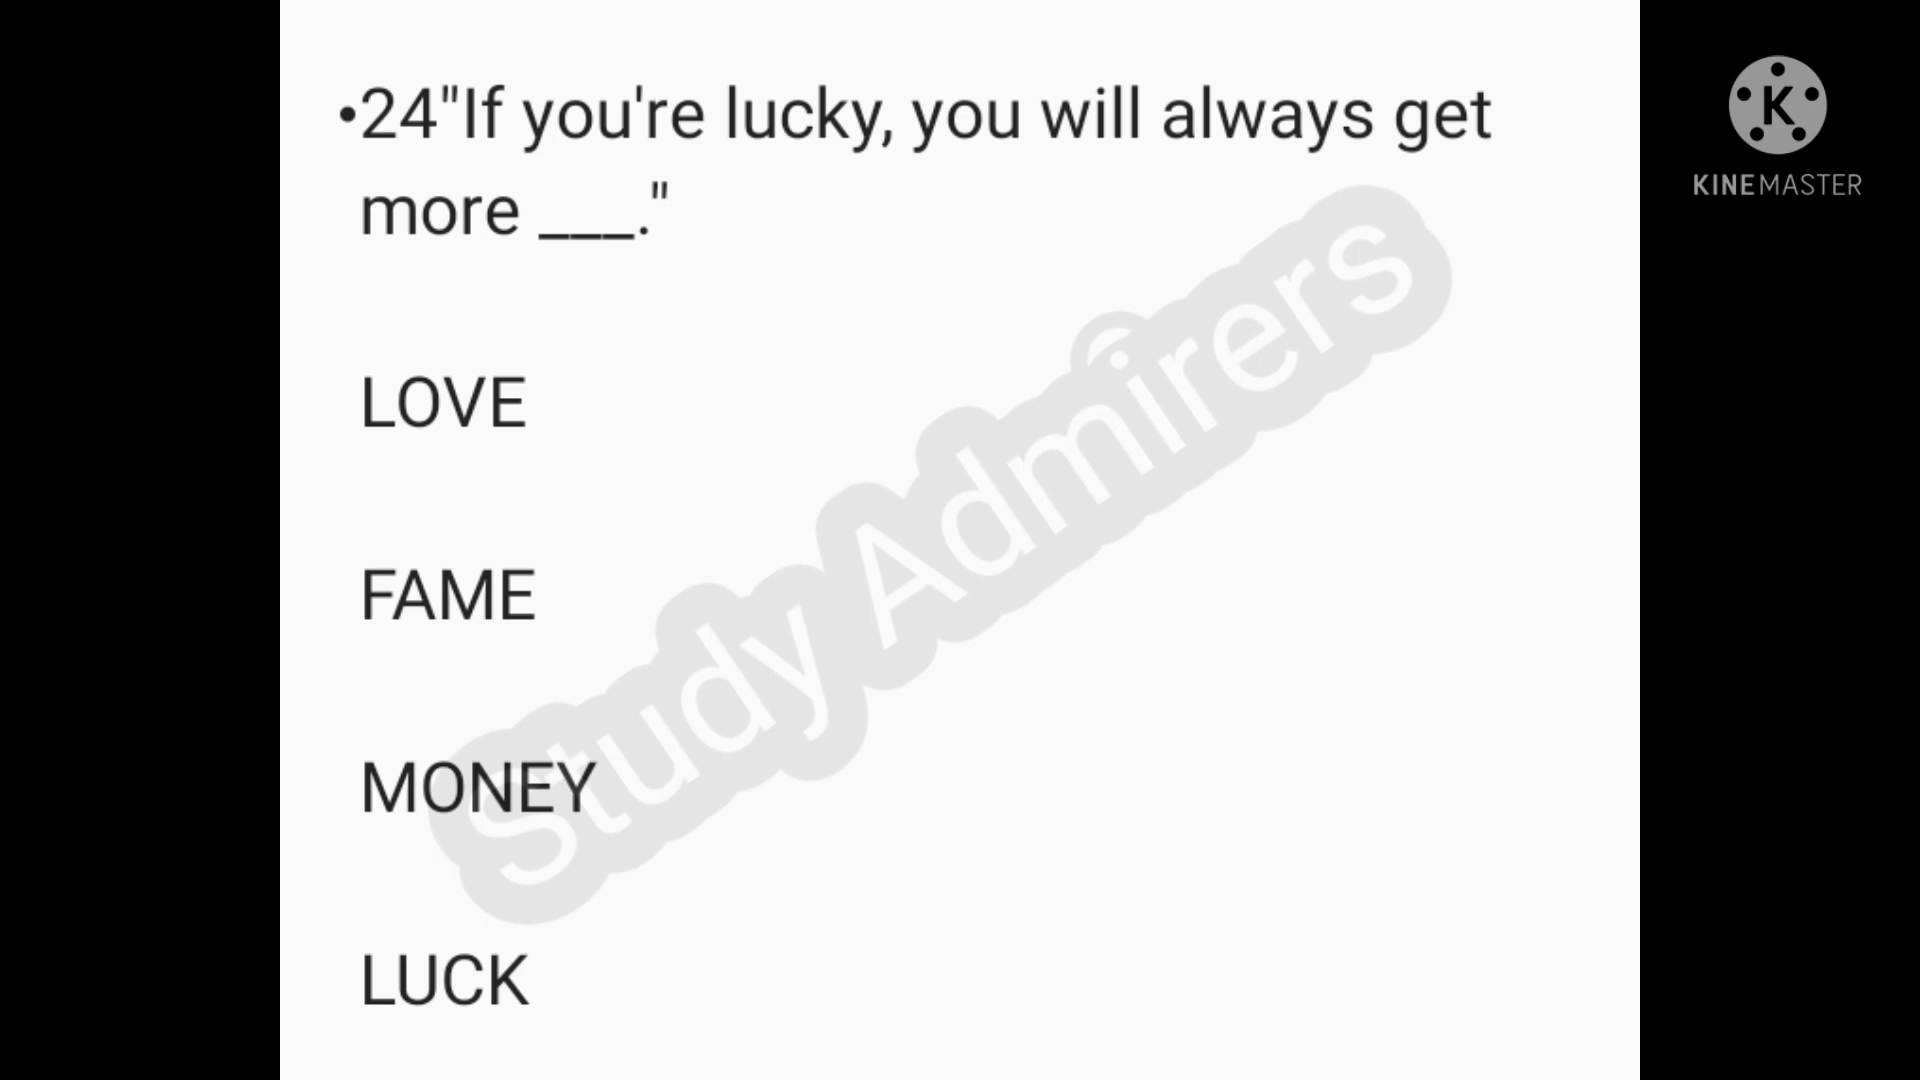 •24"If you're lucky, you will always get
more ___."
LOVE
FAME
MONEY
LUCK
Study Admirers
K
KINEMASTER